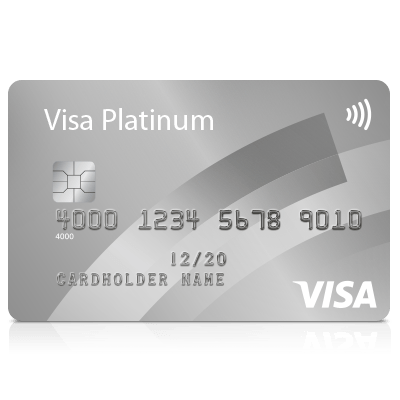 Visa Platinum
4000 1234 5678 9010
4000
12/20
CARDHOLDER NAME
VISA